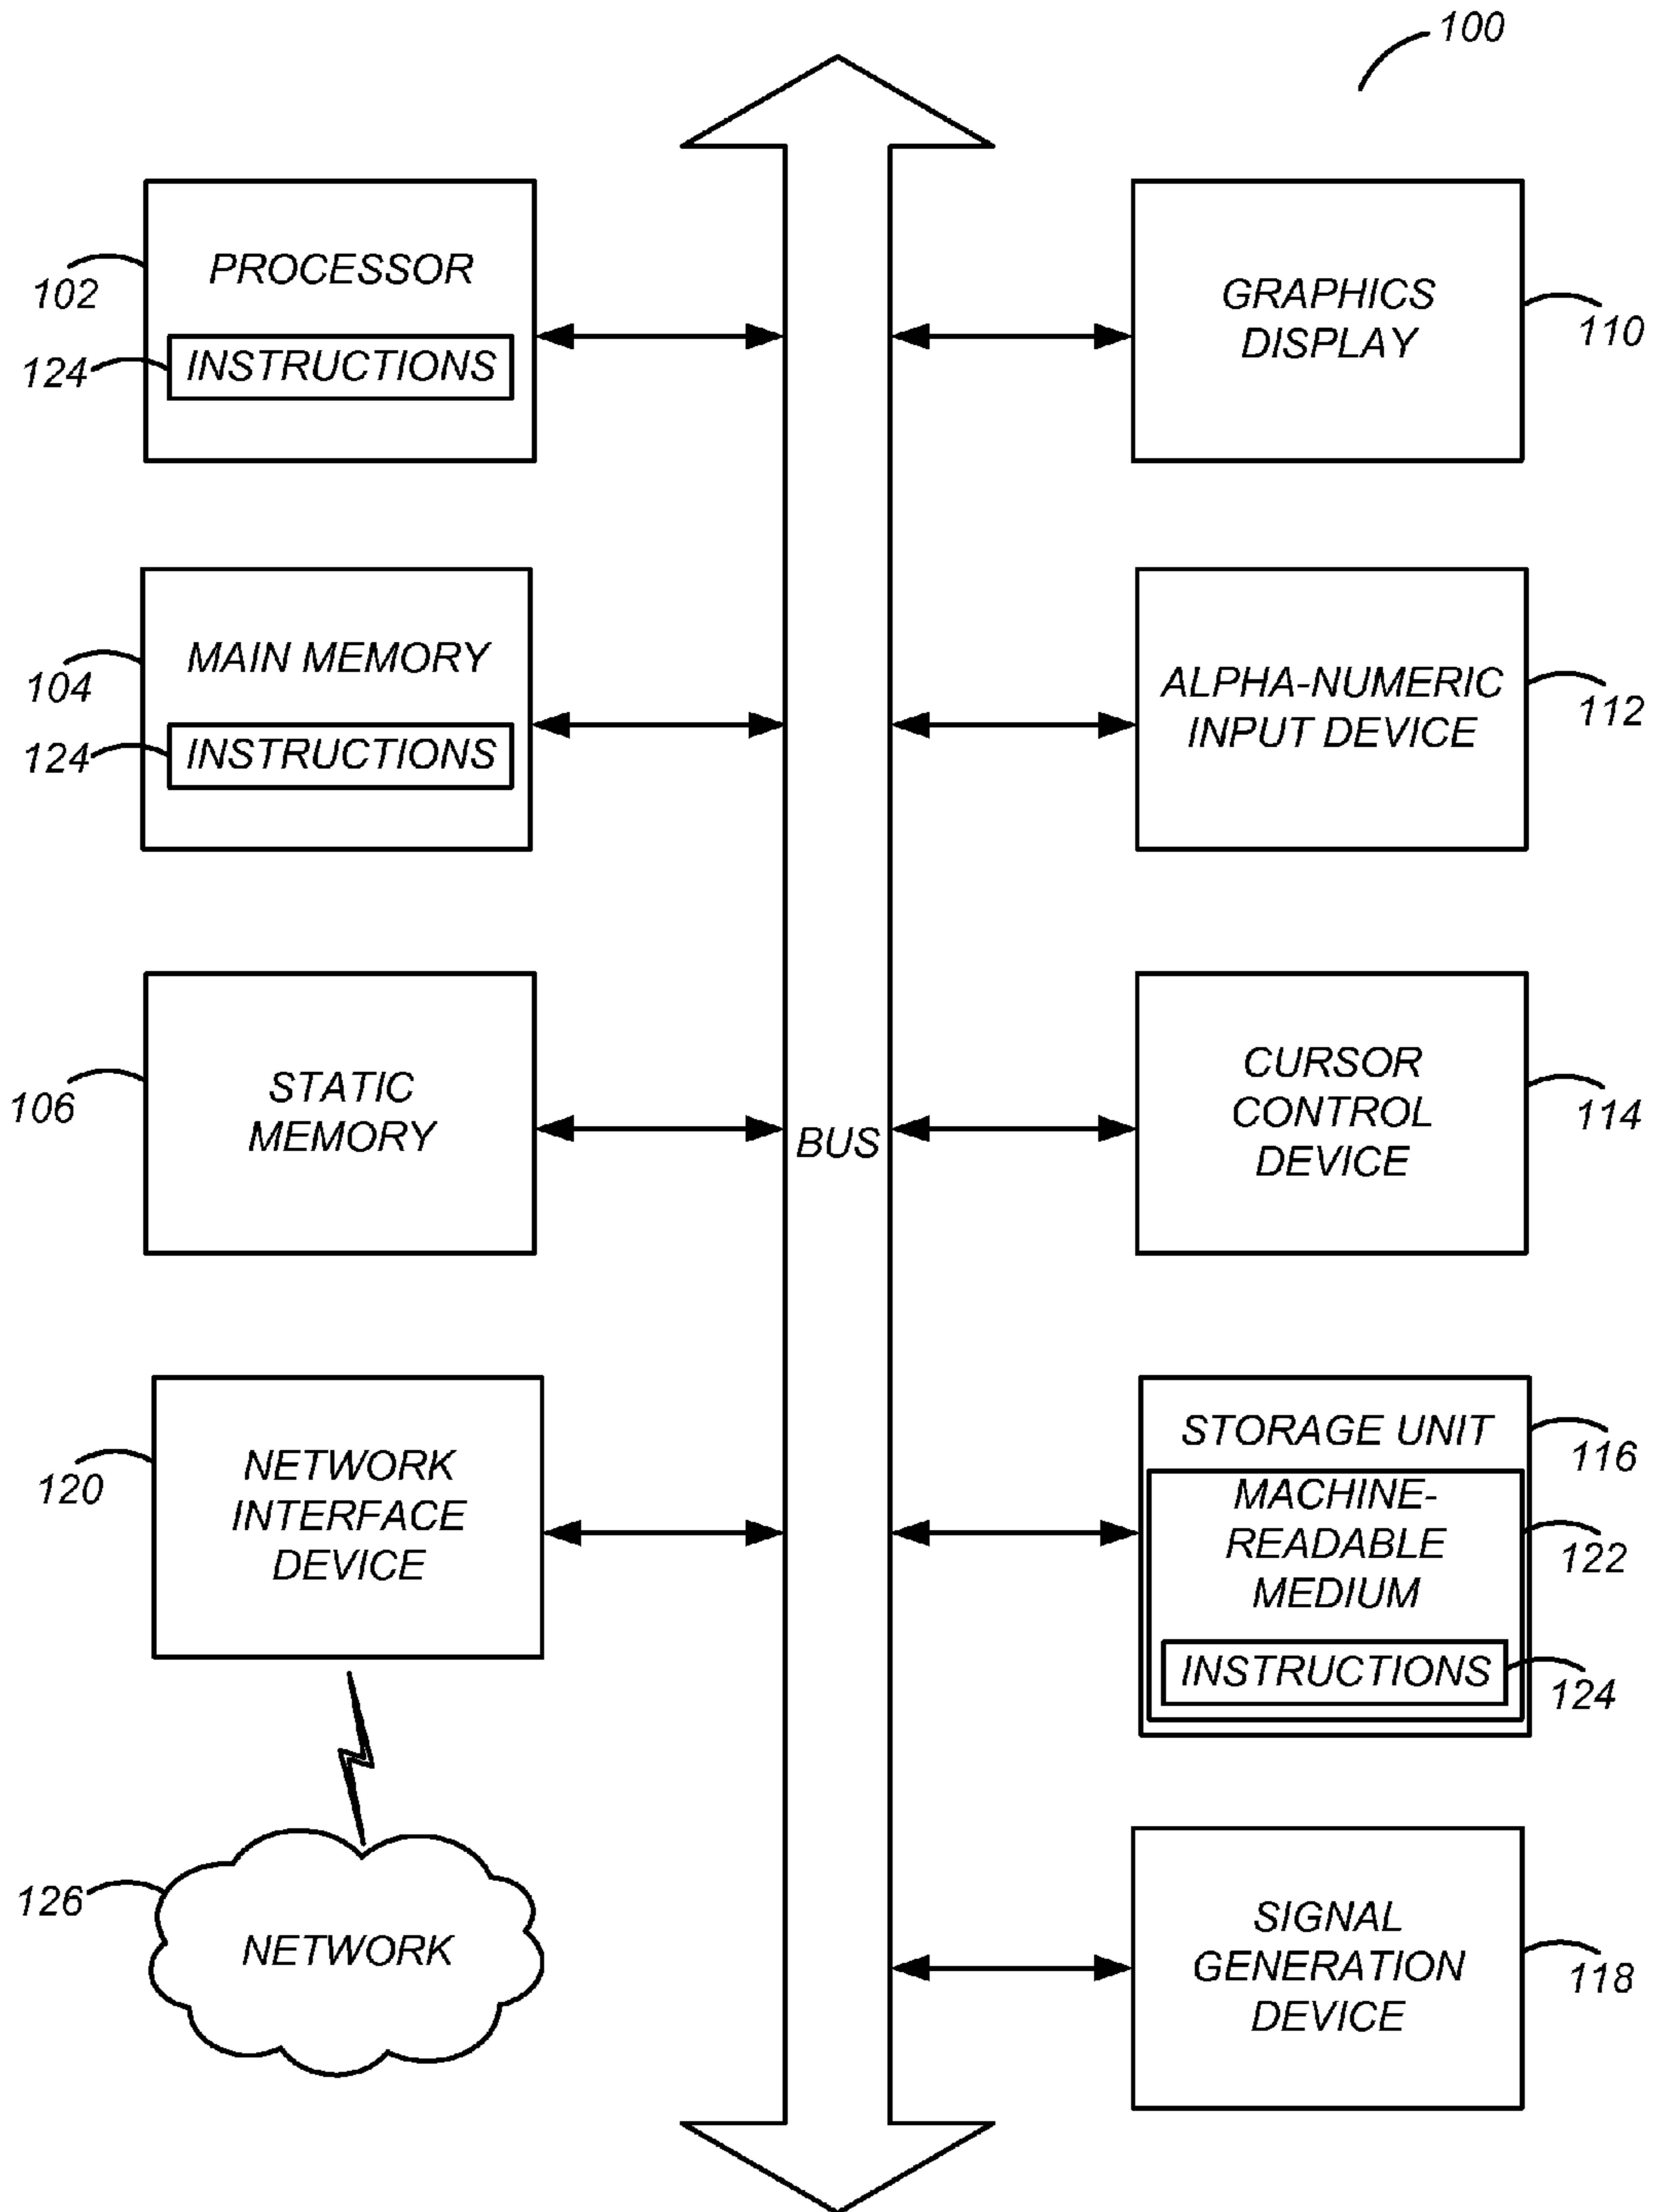 100
PROCESSOR
102
INSTRUCTIONS
124
GRAPHICS
DISPLAY
110
MAIN MEMORY
104
INSTRUCTIONS
124
ALPHA-NUMERIC
INPUT DEVICE
112
STATIC
MEMORY
106
BUS
CURSOR
CONTROL
DEVICE
114
NETWORK
INTERFACE
DEVICE
120
STORAGE UNIT
116
MACHINE-
READABLE
MEDIUM
122
INSTRUCTIONS
124
NETWORK
126
SIGNAL
GENERATION
DEVICE
118